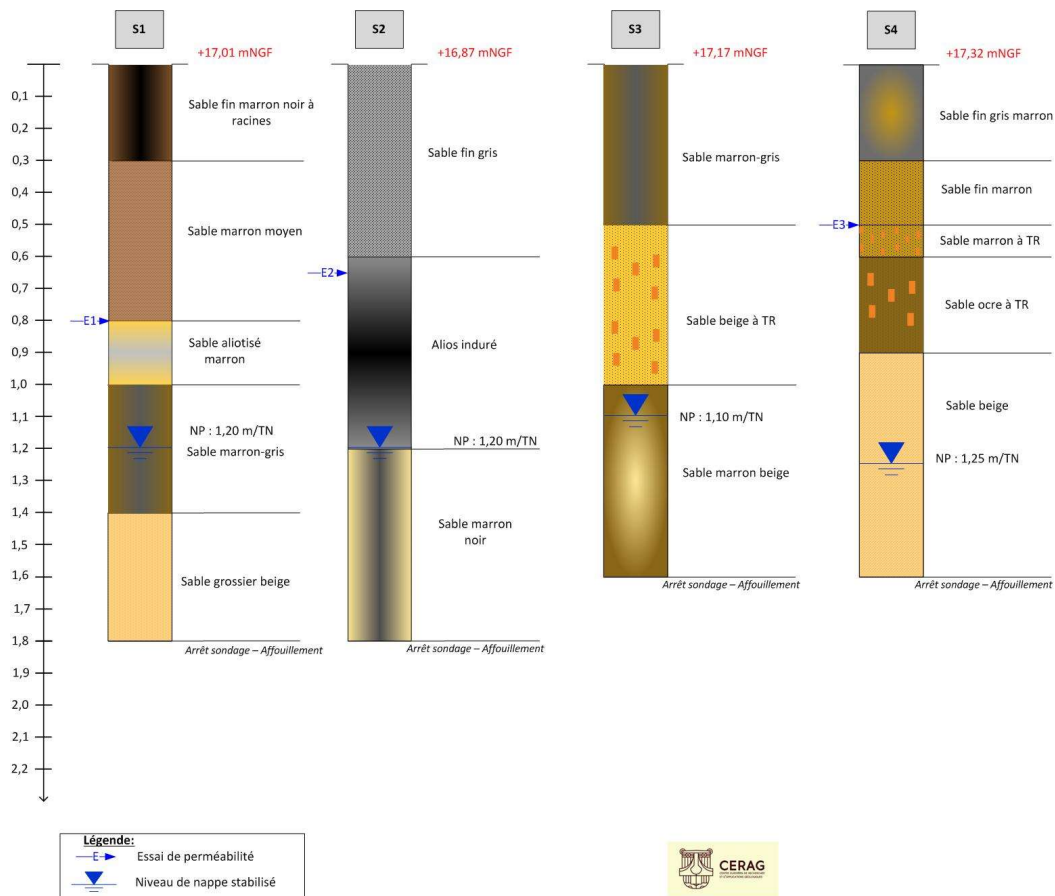 S1
S2
S3
S4
+17,01 mNGF
+16,87 mNGF
+17,17 mNGF
+17,32 mNGF
0,1
0,2
0,3
0,4
0,5
0,6
0,7
0,8
0,9
1,0
1,1
1,2
1,3
1,4
1,5
1,6
1,7
1,8
1,9
2,0
2,1
2,2
Sable fin marron noir à
racines
Sable marron moyen
E1
Sable aliotisé
marron
NP : 1,20 m/TN
Sable marron-gris
Sable grossier beige
Arrêt sondage – Affouillement
Sable fin gris
E2
Alios induré
NP : 1,20 m/TN
Sable marron
noir
Arrêt sondage – Affouillement
Sable marron-gris
Sable beige à TR
NP : 1,10 m/TN
Sable marron beige
Arrêt sondage – Affouillement
Sable fin gris marron
Sable fin marron
E3
Sable marron à TR
Sable ocre à TR
Sable beige
NP : 1,25 m/TN
Arrêt sondage – Affouillement
Légende:
E
Essai de perméabilité
Niveau de nappe stabilisé
CERAG